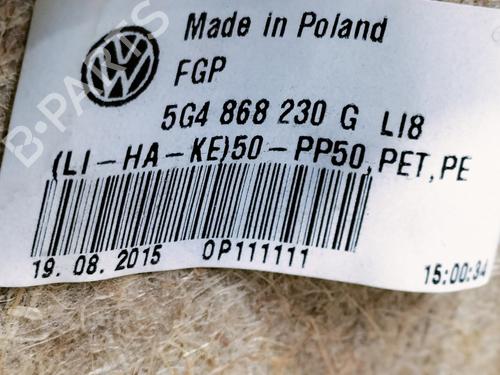 Made in Poland
FGP
5G4 868 230 G LI8
(LI-HA-KE)50-PP50,PET,PE
19. 08. 2015 OP111111 15:00:34
B-PARTS